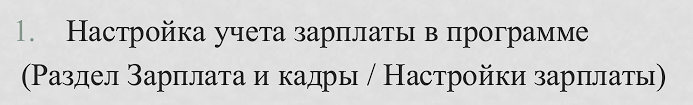 1. Настройка учета зарплаты в программе
(Раздел Зарплата и кадры / Настройки зарплаты)